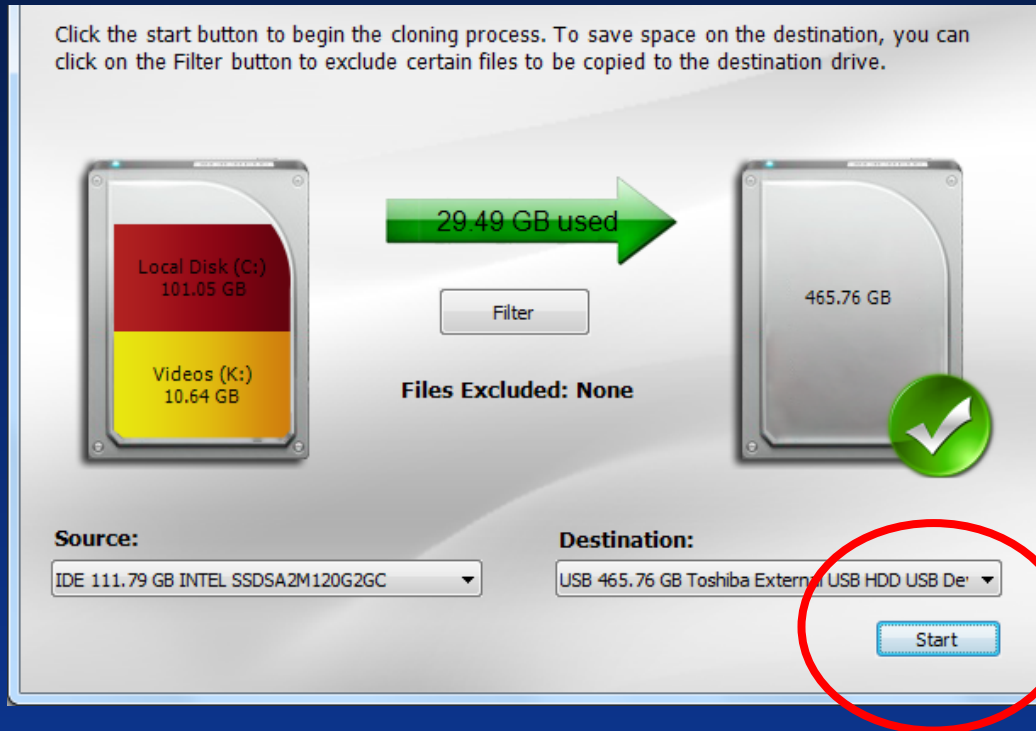 Click the start button to begin the cloning process. To save space on the destination, you can
click on the Filter button to exclude certain files to be copied to the destination drive.
29.49 GB used
Local Disk (C:)
101.05 GB
465.76 GB
Filter
Videos (K:)
10.64 GB
Files Excluded: None
Source:
Destination:
IDE 111.79 GB INTEL SSDSA2M120G2GC
USB 465.76 GB Toshiba External USB HDD USB De
Start